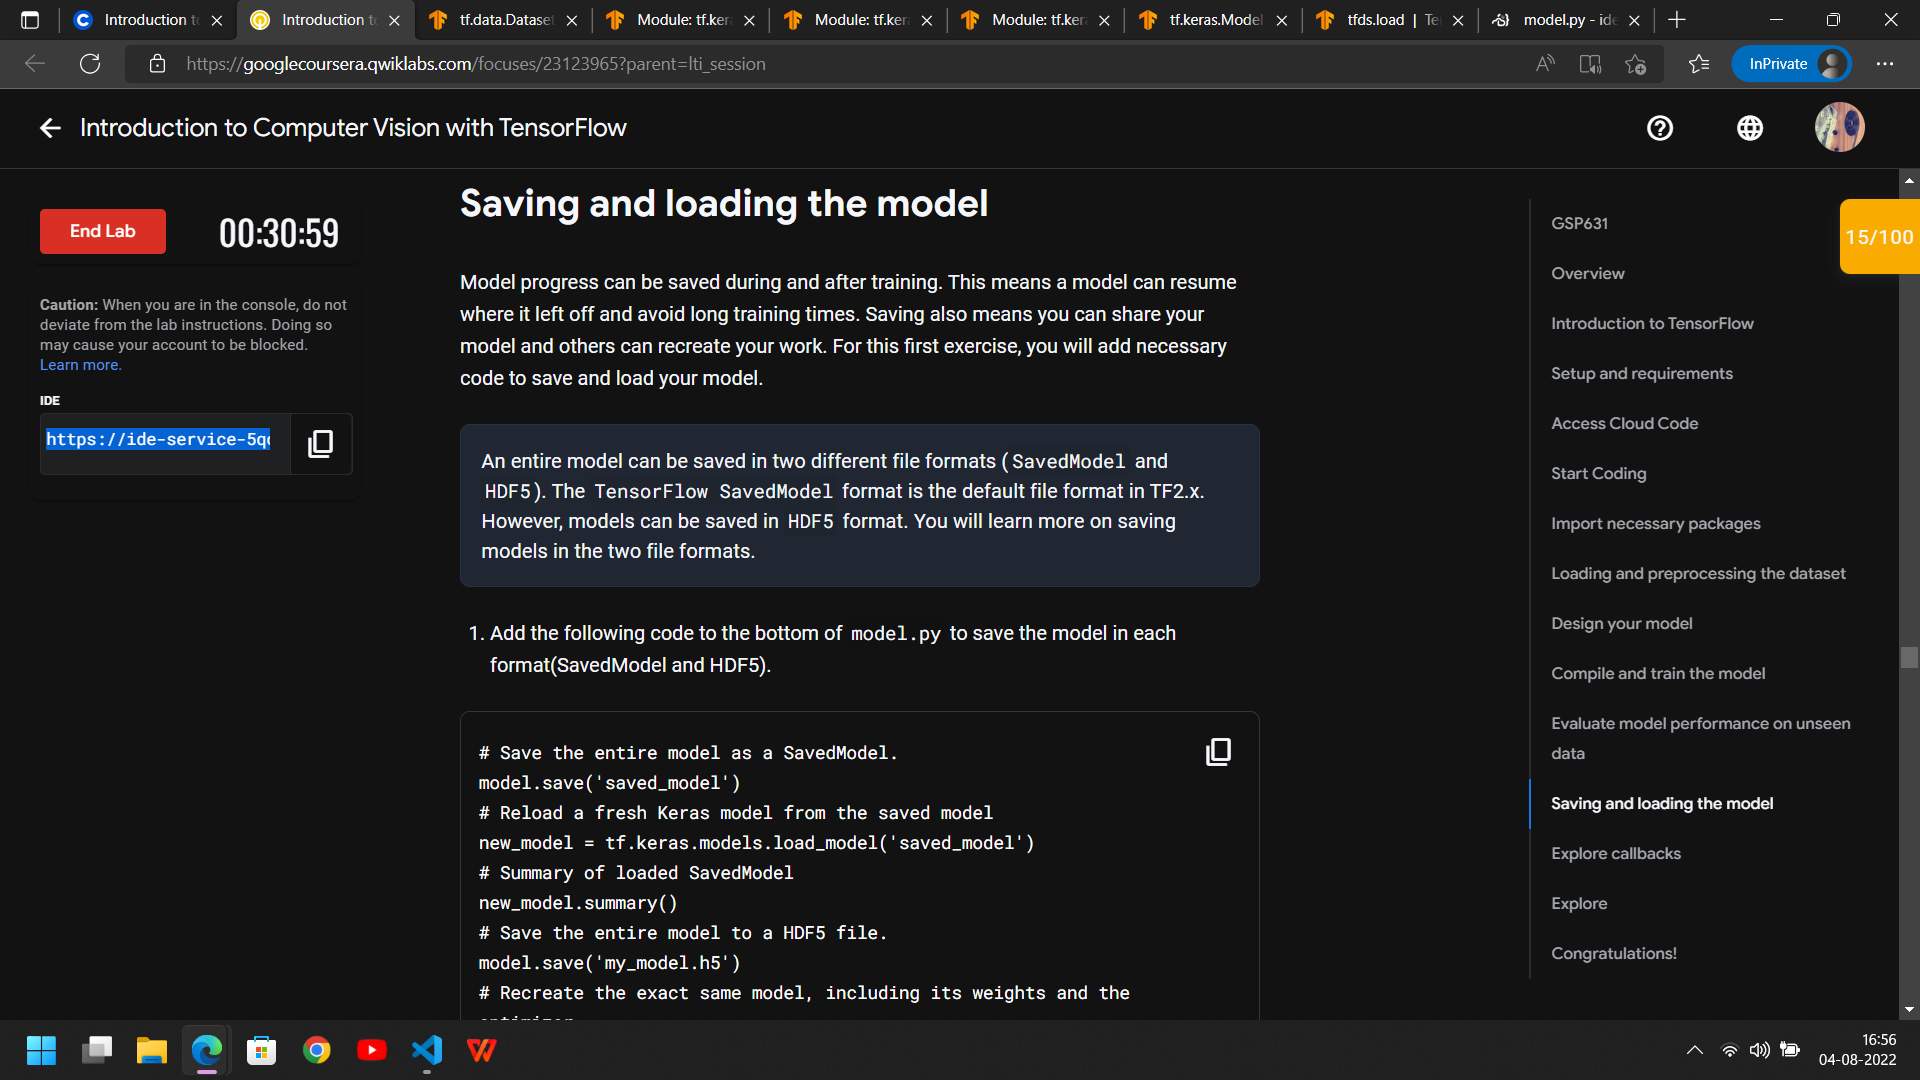 Introduction to
Introduction to
tf.data.Dataset
Module: tf.ker
Module: tf.ker
Module: tf.ker
tf.keras.Model
tfds.load | Te
model.py - ide
https://googlecoursera.qwiklabs.com/focuses/23123965?parent=lti_session
InPrivate
Introduction to Computer Vision with TensorFlow
End Lab
00:30:59
Caution: When you are in the console, do not
deviate from the lab instructions. Doing so
may cause your account to be blocked.
Learn more.
IDE
https://ide-service-5q
Saving and loading the model
Model progress can be saved during and after training. This means a model can resume
where it left off and avoid long training times. Saving also means you can share your
model and others can recreate your work. For this first exercise, you will add necessary
code to save and load your model.
An entire model can be saved in two different file formats (SavedModel and
HDF5). The TensorFlow SavedModel format is the default file format in TF2.x.
However, models can be saved in HDF5 format. You will learn more on saving
models in the two file formats.
1. Add the following code to the bottom of model.py to save the model in each
format(SavedModel and HDF5).
# Save the entire model as a SavedModel.
model.save('saved_model')
# Reload a fresh Keras model from the saved model
new_model = tf.keras.models.load_model('saved_model')
# Summary of loaded SavedModel
new_model.summary()
# Save the entire model to a HDF5 file.
model.save('my_model.h5')
# Recreate the exact same model, including its weights and the
GSP631
Overview
Introduction to TensorFlow
Setup and requirements
Access Cloud Code
Start Coding
Import necessary packages
Loading and preprocessing the dataset
Design your model
Compile and train the model
Evaluate model performance on unseen
data
Saving and loading the model
Explore callbacks
Explore
Congratulations!
15/100
16:56
04-08-2022